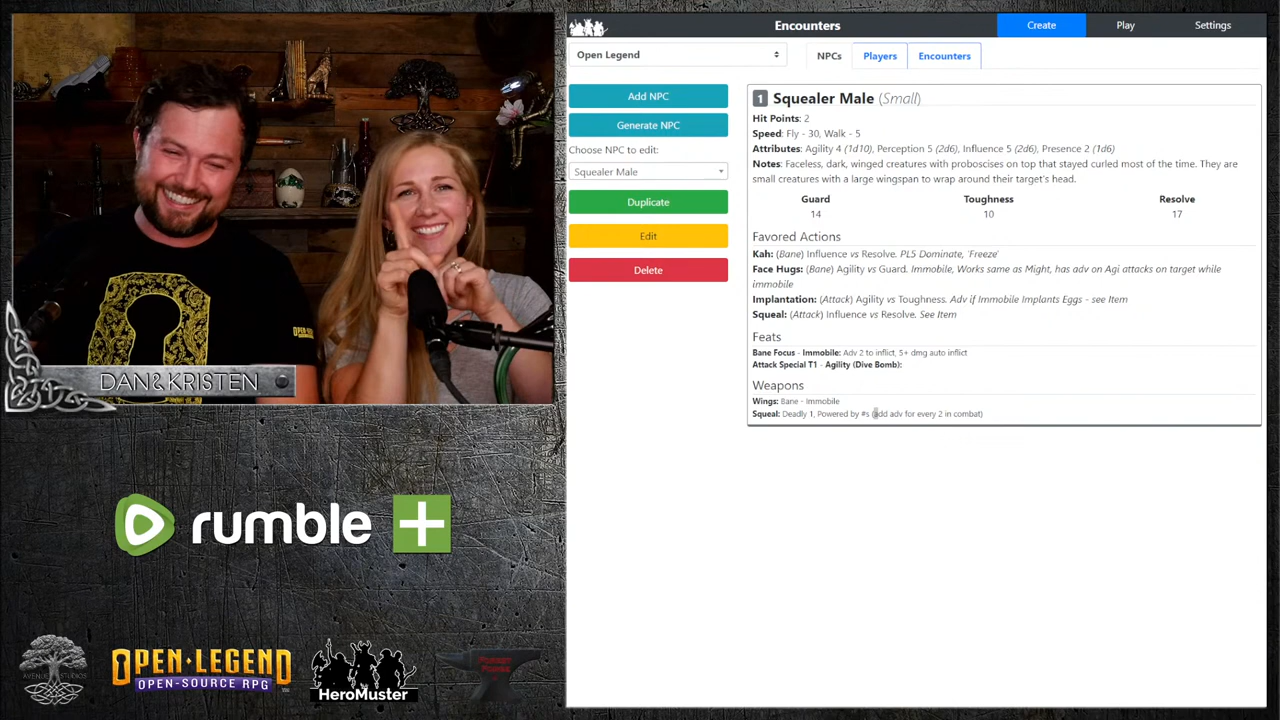 Encounters
Create
Play
Settings
Open Legend
NPCs
Players
Encounters
Add NPC
Generate NPC
Choose NPC to edit:
Squealer Male
Duplicate
Edit
Delete
1 Squealer Male (Small)
Hit Points: 2
Speed: Fly - 30, Walk - 5
Attributes: Agility 4 (1d10), Perception 5 (2d6), Influence 5 (2d6), Presence 2 (1d6)
Notes: Faceless, dark, winged creatures with proboscises on top that stayed curled most of the time. They are
small creatures with a large wingspan to wrap around their target's head.
Guard Toughness Resolve
14 10 17
Favored Actions
Kah: (Bane) Influence vs Resolve. PL5 Dominate, 'Freeze'
Face Hugs: (Bane) Agility vs Guard. Immobile, Works same as Might, has adv on Agi attacks on target while
immobile
Implantation: (Attack) Agility vs Toughness. Adv if Immobile Implants Eggs - see Item
Squeal: (Attack) Influence vs Resolve. See Item
Feats
Bane Focus - Immobile: Adv 2 to inflict, 5+ dmg auto inflict
Attack Special T1 - Agility (Dive Bomb):
Weapons
Wings: Bane - Immobile
Squeal: Deadly 1, Powered by #s (add adv for every 2 in combat)
DAN & KRISTEN
rumble
AVENUE STUDIOS
OPEN LEGEND
OPEN-SOURCE RPG
HeroMuster